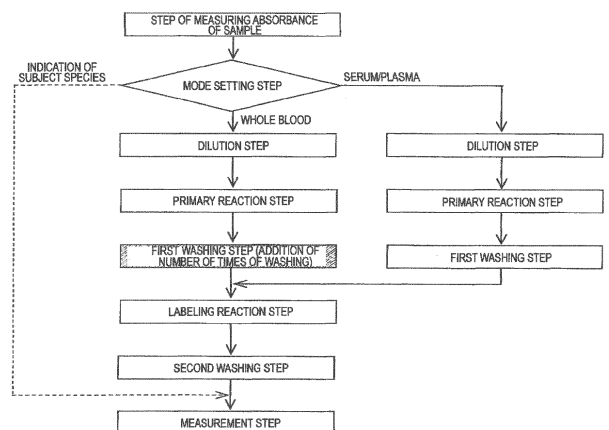 STEP OF MEASURING ABSORBANCE
OF SAMPLE
INDICATION OF
SUBJECT SPECIES
MODE SETTING STEP
SERUM/PLASMA
WHOLE BLOOD
DILUTION STEP
DILUTION STEP
PRIMARY REACTION STEP
PRIMARY REACTION STEP
FIRST WASHING STEP (ADDITION OF
NUMBER OF TIMES OF WASHING)
FIRST WASHING STEP
LABELING REACTION STEP
SECOND WASHING STEP
MEASUREMENT STEP